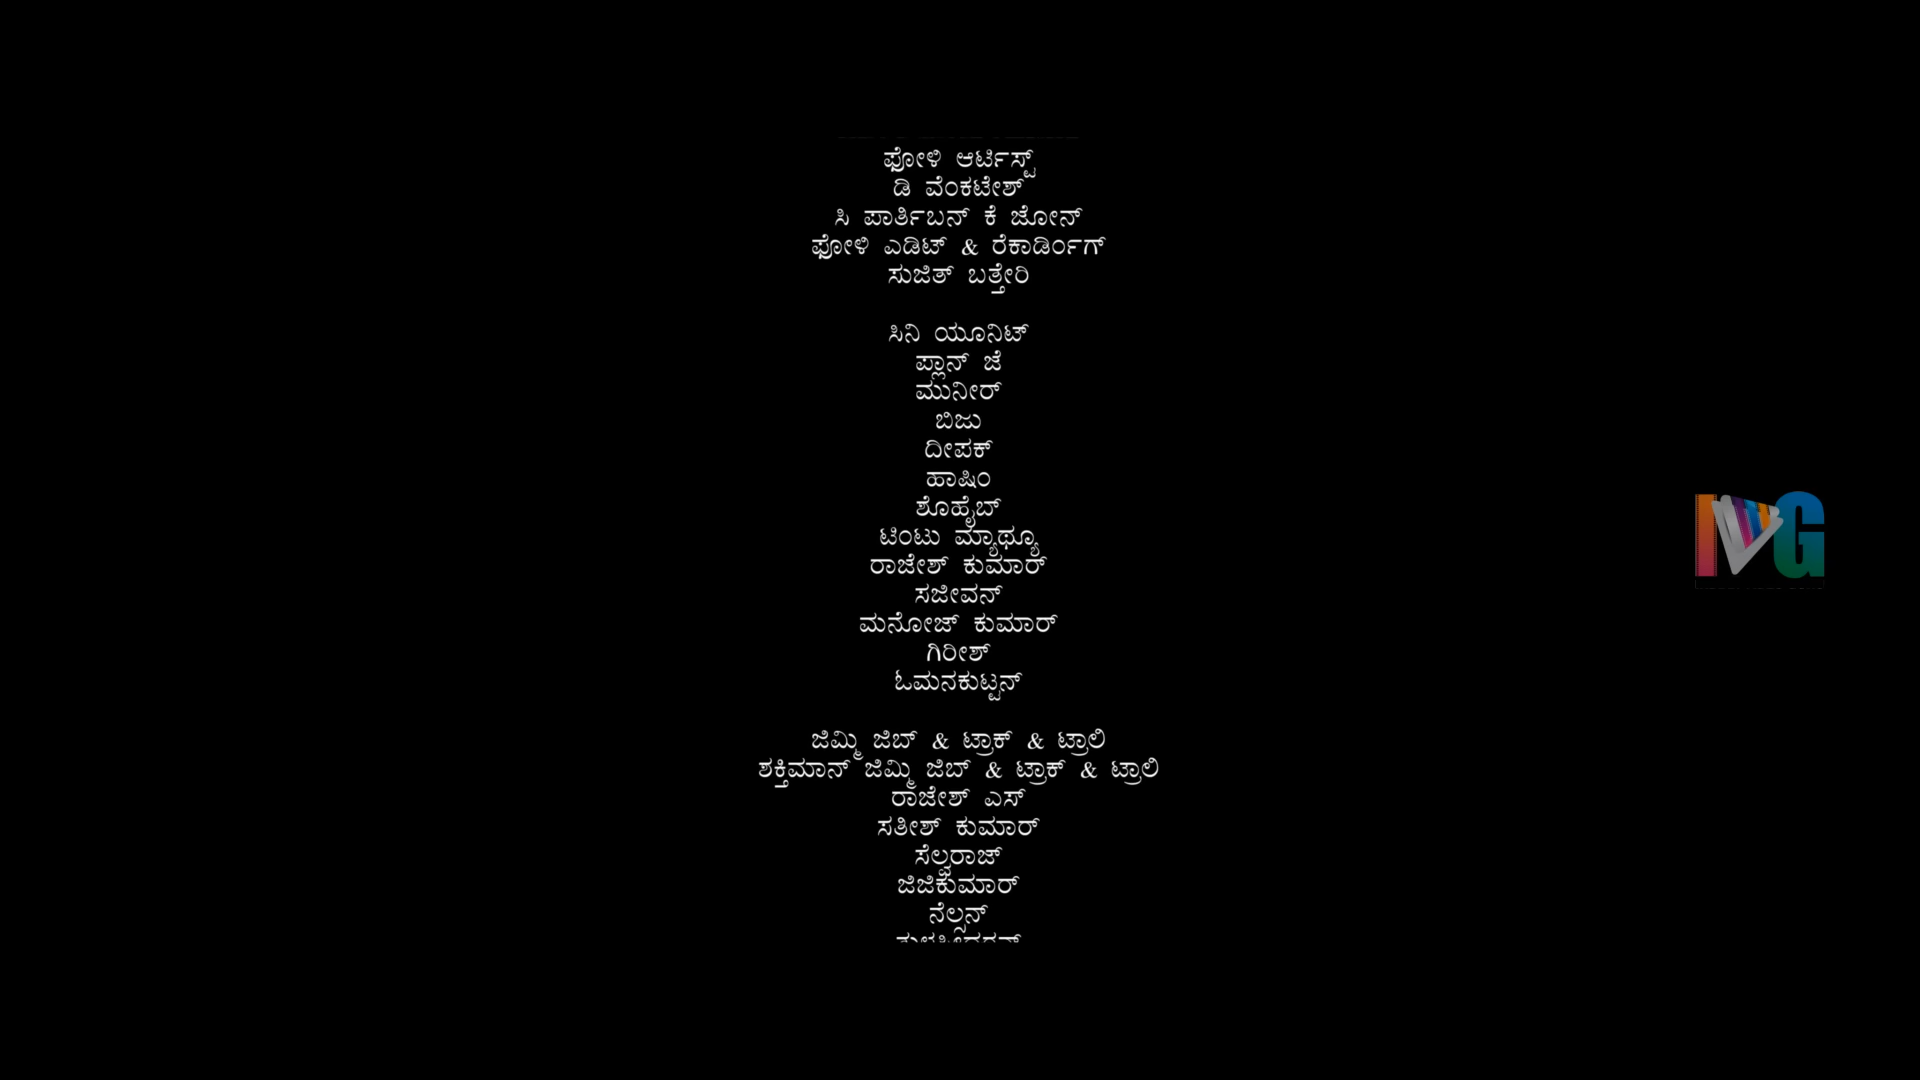 ಫೋಳಿ ಆರ್ಟಿಸ್ಟ್
ಡಿ ವೆಂಕಟೇಶ್
ಸಿ ಪಾರ್ತಿಬನ್ ಕೆ ಜೋನ್
ಫೋಳಿ ಎಡಿಟ್ & ರೆಕಾರ್ಡಿಂಗ್
ಸುಜಿತ್ ಬತ್ತೇರಿ
ಸಿನಿ ಯೂನಿಟ್
ಪ್ಲಾನ್ ಜೆ
ಮುನೀರ್
ಬಿಜು
ದೀಪಕ್
ಹಾಷಿಂ
ಶೊಹೈಬ್
ಟಿಂಟು ಮ್ಯಾಥ್ಯೂ
ರಾಜೇಶ್ ಕುಮಾರ್
ಸಜೀವನ್
ಮನೋಜ್ ಕುಮಾರ್
ಗಿರೀಶ್
ಓಮನಕುಟ್ಟನ್
ಜಿಮ್ಮಿ ಜಿಬ್ & ಟ್ರಾಕ್ & ಟ್ರಾಲಿ
ಶಕ್ತಿಮಾನ್ ಜಿಮ್ಮಿ ಜಿಬ್ & ಟ್ರಾಕ್ & ಟ್ರಾಲಿ
ರಾಜೇಶ್ ಎಸ್
ಸತೀಶ್ ಕುಮಾರ್
ಸೆಲ್ವರಾಜ್
ಜಿಜಿಕುಮಾರ್
ನೆಲ್ಸನ್